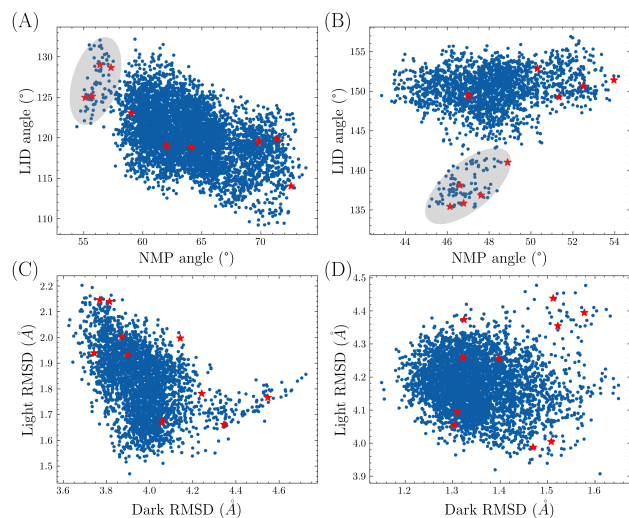 (A)
LID angle (°)
130
125
120
115
110
55 60 65 70
NMP angle (°)
(B)
LID angle (°)
155
150
145
140
135
44 46 48 50 52 54
NMP angle (°)
(C)
Light RMSD (Å)
2.2
2.1
2.0
1.9
1.8
1.7
1.6
1.5
3.6 3.8 4.0 4.2 4.4 4.6
Dark RMSD (Å)
(D)
Light RMSD (Å)
4.5
4.4
4.3
4.2
4.1
4.0
3.9
1.2 1.3 1.4 1.5 1.6
Dark RMSD (Å)